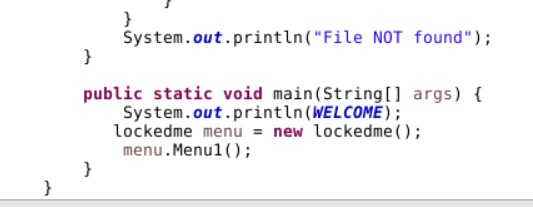 }
}
System.out.println("File NOT found");
}
public static void main(String[] args) {
System.out.println(WELCOME);
lockedme menu = new lockedme();
menu.Menu1();
}
}